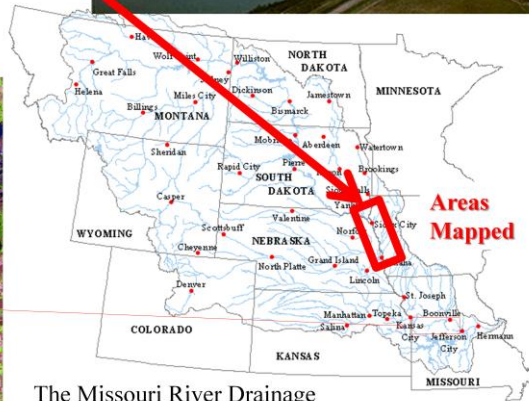 Wolf Point
Williston
NORTH
DAKOTA
Great Falls
Sidney
MINNESOTA
Helena
Miles City
Dickinson
Jamestown
Billings
Bismarck
MONTANA
Sheridan
Aberdeen
Watertown
Rapid City
Pierre
Brookings
SOUTH
DAKOTA
Areas
Mapped
Casper
Valentine
Sioux City
WYOMING
Scottsbluff
NEBRASKA
Cheyenne
North Platte
Grand Island
Lincoln
Denver
St. Joseph
Manhattan
Topeka
Boonville
COLORADO
Salina
Kansas
City
Jefferson
City
Hermann
KANSAS
MISSOURI
The Missouri River Drainage